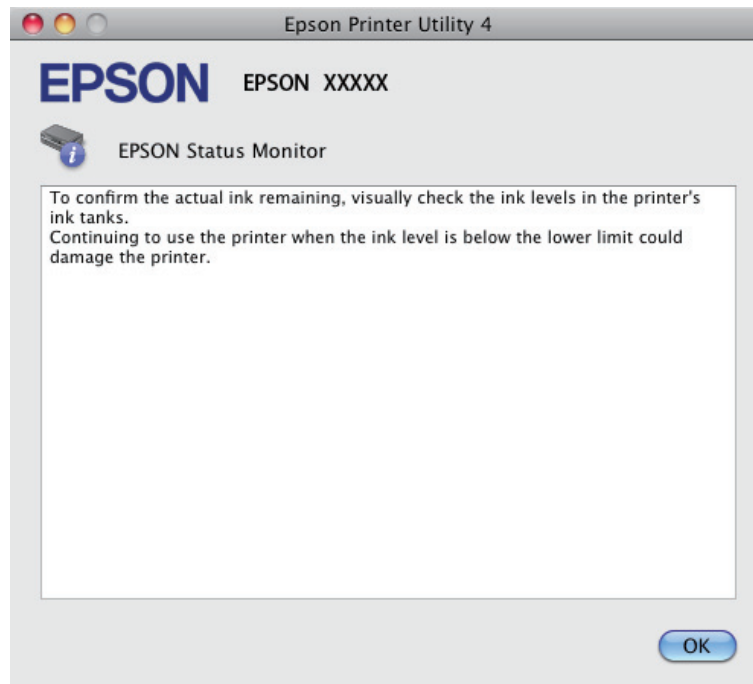 Epson Printer Utility 4
EPSON EPSON XXXXX
EPSON Status Monitor
To confirm the actual ink remaining, visually check the ink levels in the printer's
ink tanks.
Continuing to use the printer when the ink level is below the lower limit could
damage the printer.
OK